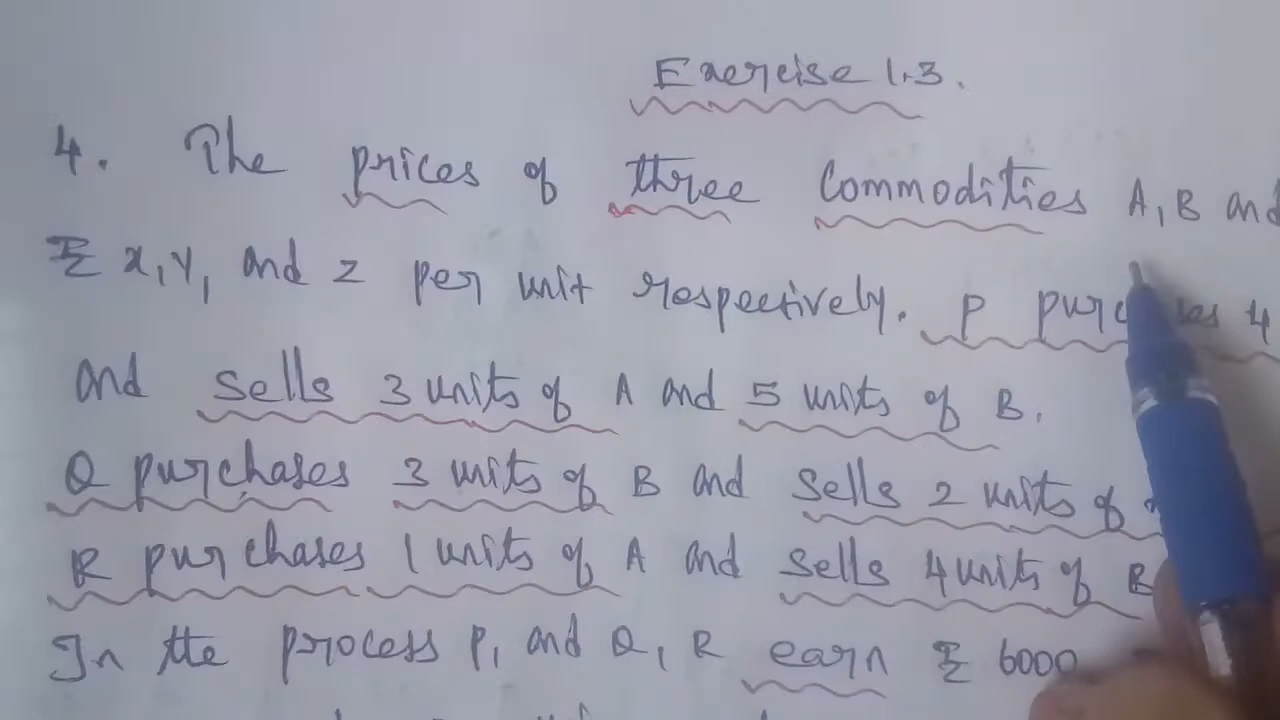 Exercise 1.3.
4. The prices of three Commodities A, B and
₹ x, y, and z per unit respectively. P purchases 4
and sells 3 units of A and 5 units of B.
Q purchases 3 units of B and sells 2 units of
R purchases 1 units of A and sells 4 units of B
In the process P, and Q, R earn ₹ 6000